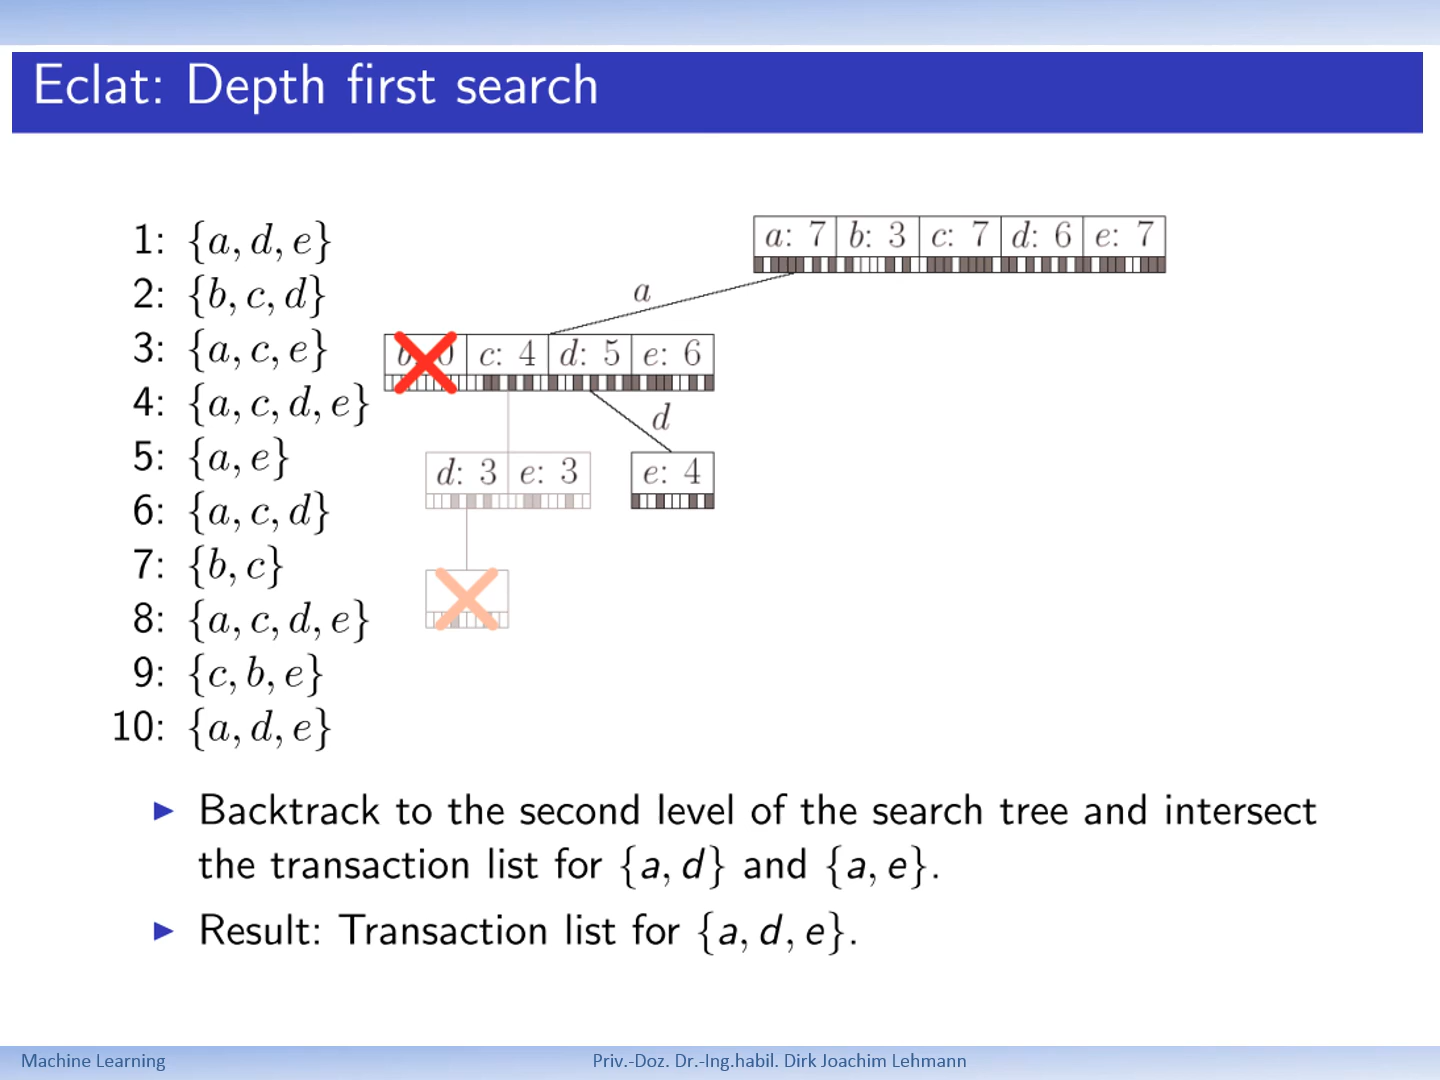 Eclat: Depth first search
1: {a, d, e}
2: {b, c, d}
3: {a, c, e}
4: {a, c, d, e}
5: {a, e}
6: {a, c, d}
7: {b, c}
8: {a, c, d, e}
9: {c, b, e}
10: {a, d, e}
a: 7 b: 3 c: 7 d: 6 e: 7
a
b: 0 c: 4 d: 5 e: 6
d
d: 3 e: 3 e: 4
Backtrack to the second level of the search tree and intersect
the transaction list for {a, d} and {a, e}.
Result: Transaction list for {a, d, e}.
Machine Learning Priv.-Doz. Dr.-Ing.habil. Dirk Joachim Lehmann